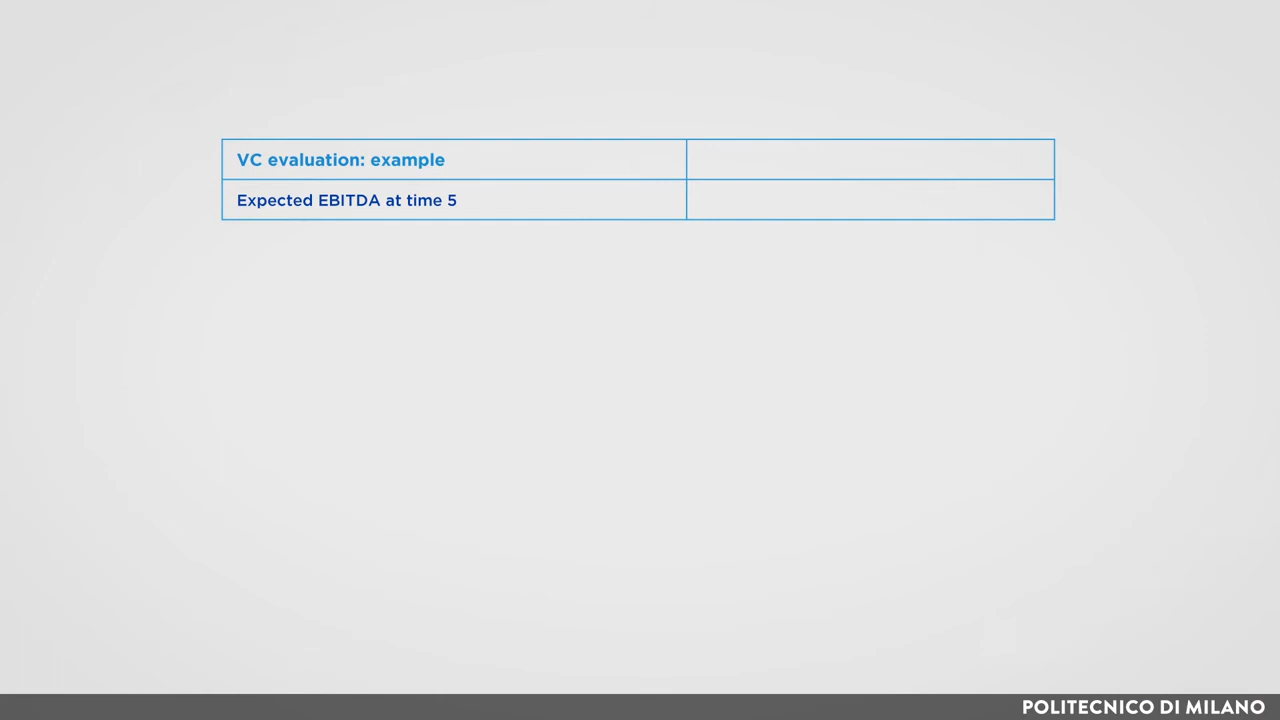 VC evaluation: example
Expected EBITDA at time 5
POLITECNICO DI MILANO